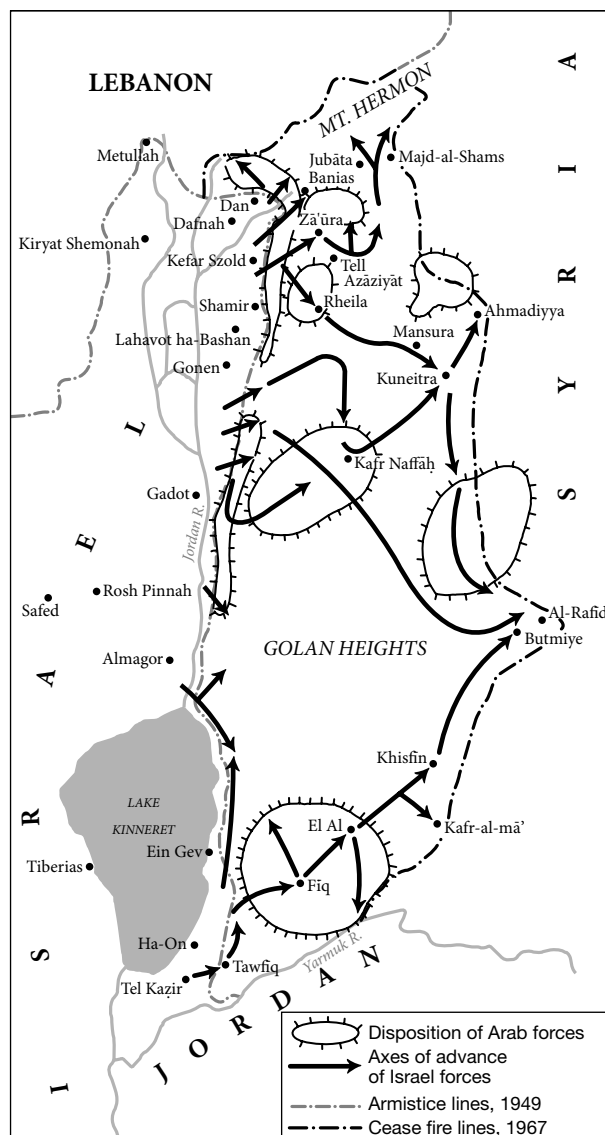 LEBANON
MT. HERMON
SYRIA
Metullah
Jubāta
Majd-al-Shams
Banias
Dan
Dafnah
Zā'ūra
Kiryat Shemonah
Kefar Szold
Tell
Azāziyāt
Shamir
Rheila
Ahmadiyya
Lahavot ha-Bashan
Mansura
Gonen
Kuneitra
ISRAEL
Kafr Naffāḥ
Gadot
Jordan R.
Rosh Pinnah
Safed
Al-Rafid
Butmiye
GOLAN HEIGHTS
Almagor
Khisfīn
LAKE
KINNERET
El Al
Kafr-al-mā’
Ein Gev
Tiberias
Fīq
Ha-On
Yarmuk R.
Tawfiq
Tel Kaẓir
JORDAN
Disposition of Arab forces
Axes of advance
of Israel forces
Armistice lines, 1949
Cease fire lines, 1967